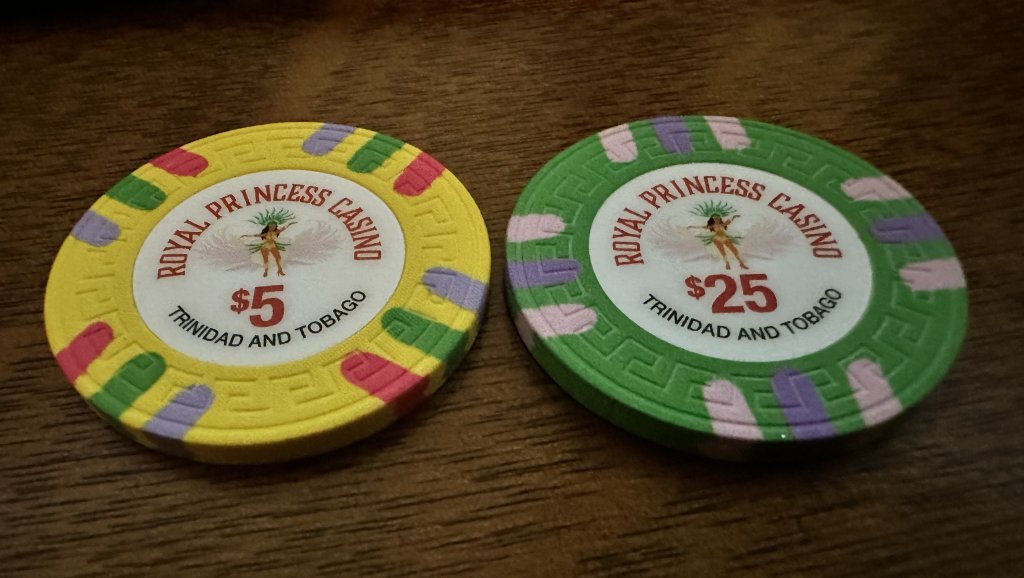 ROYAL PRINCESS CASINO
$5
TRINIDAD AND TOBAGO
ROYAL PRINCESS CASINO
$25
TRINIDAD AND TOBAGO